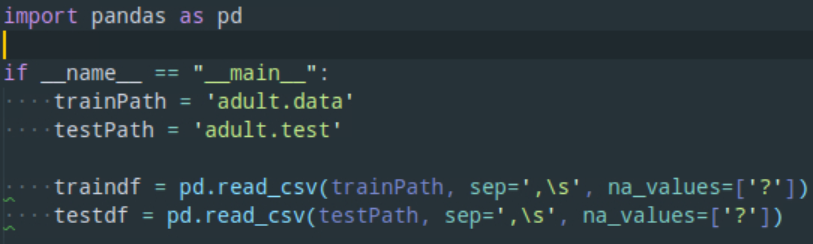 import pandas as pd
if __name__ == "__main__":
    trainPath = 'adult.data'
    testPath = 'adult.test'
    traindf = pd.read_csv(trainPath, sep=',\s', na_values=['?'])
    testdf = pd.read_csv(testPath, sep=',\s', na_values=['?'])